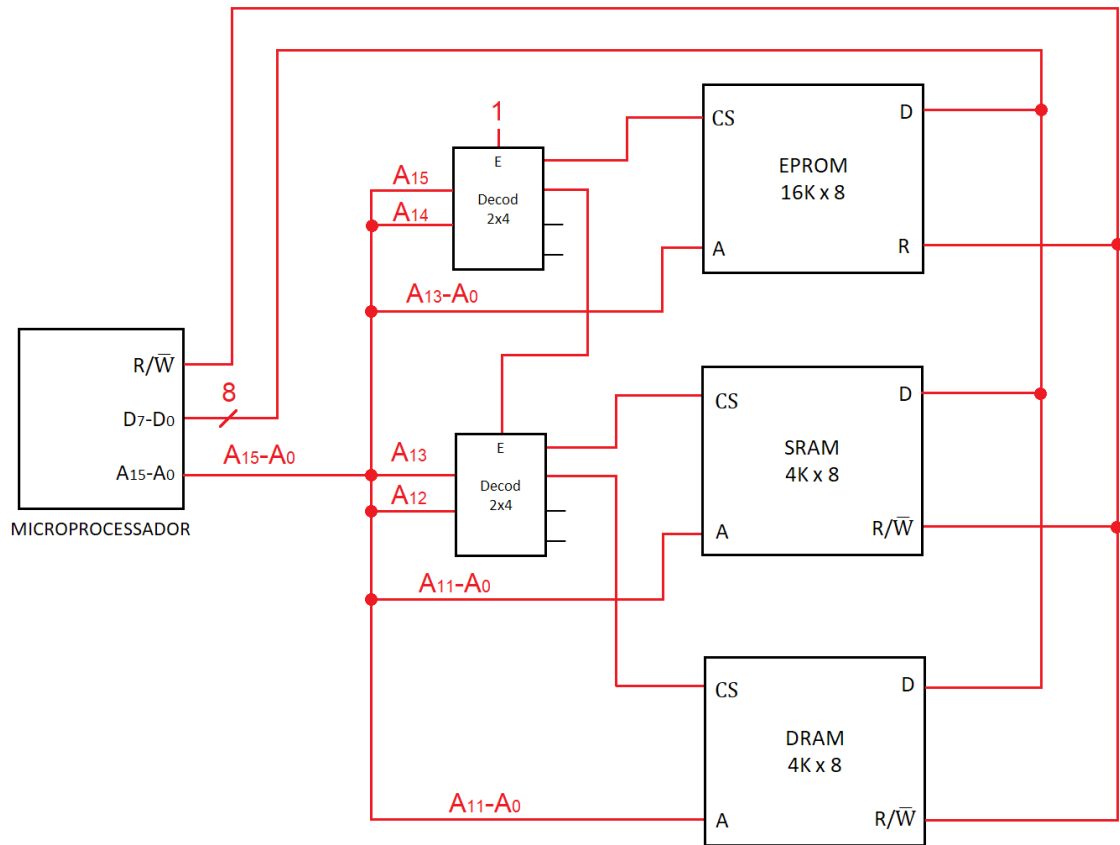 1
CS
D
EPROM
16K x 8
A
R
E
A15
A14
Decod
2x4
A13-A0
R/W̅
D7-D0
A15-A0
MICROPROCESSADOR
8
A15-A0
CS
D
SRAM
4K x 8
A
R/W̅
E
A13
A12
Decod
2x4
A11-A0
CS
D
DRAM
4K x 8
A11-A0
A
R/W̅